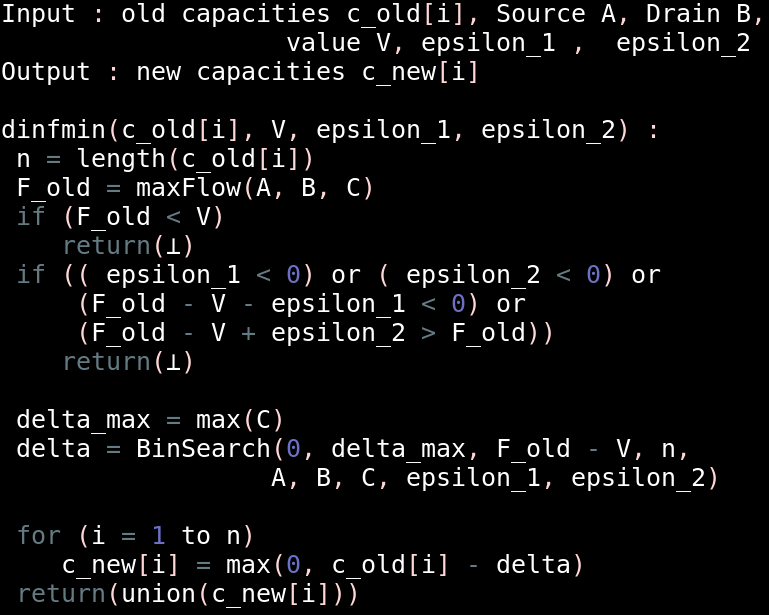 Input : old capacities c_old[i], Source A, Drain B,
value V, epsilon_1 , epsilon_2
Output : new capacities c_new[i]
dinfmin(c_old[i], V, epsilon_1, epsilon_2) :
n = length(c_old[i])
F_old = maxFlow(A, B, C)
if (F_old < V)
return(⊥)
if (( epsilon_1 < 0) or ( epsilon_2 < 0) or
(F_old - V - epsilon_1 < 0) or
(F_old - V + epsilon_2 > F_old))
return(⊥)
delta_max = max(C)
delta = BinSearch(0, delta_max, F_old - V, n,
A, B, C, epsilon_1, epsilon_2)
for (i = 1 to n)
c_new[i] = max(0, c_old[i] - delta)
return(union(c_new[i]))